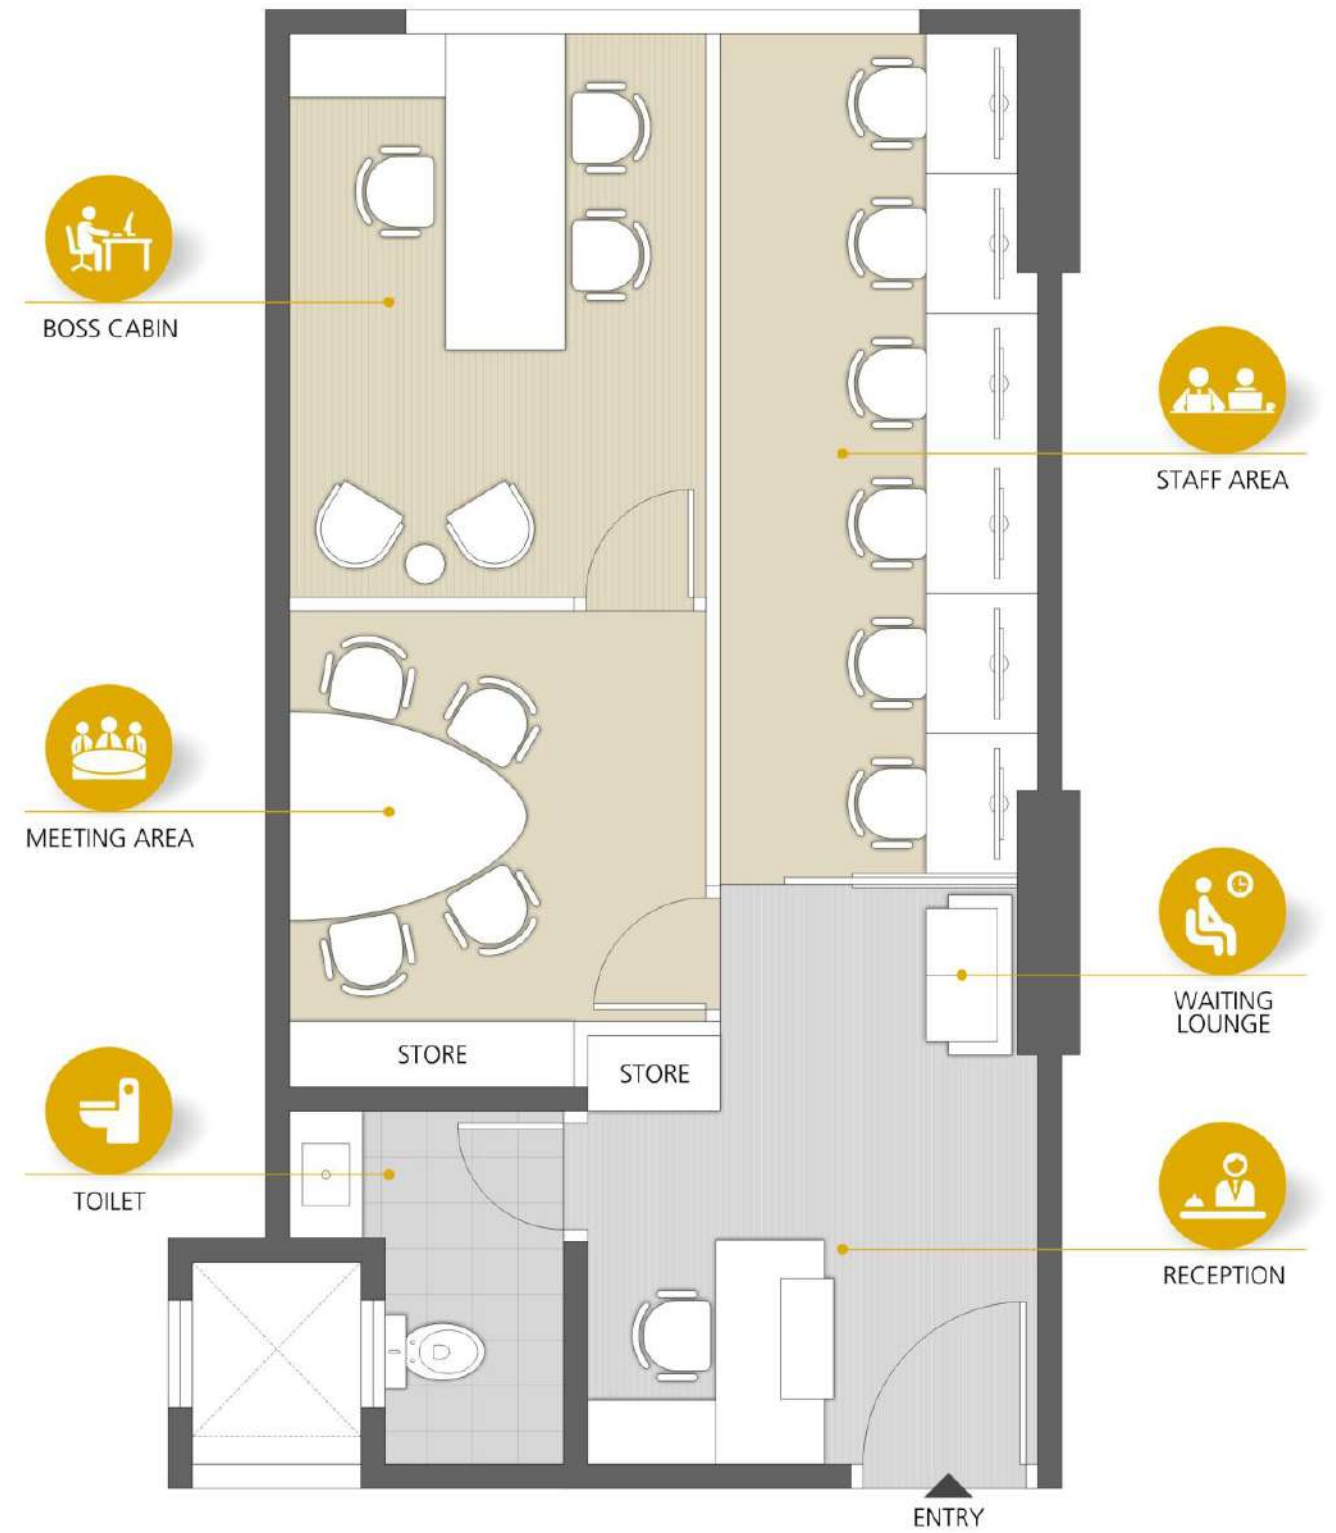 BOSS CABIN
STAFF AREA
MEETING AREA
WAITING
LOUNGE
STORE
STORE
TOILET
RECEPTION
ENTRY